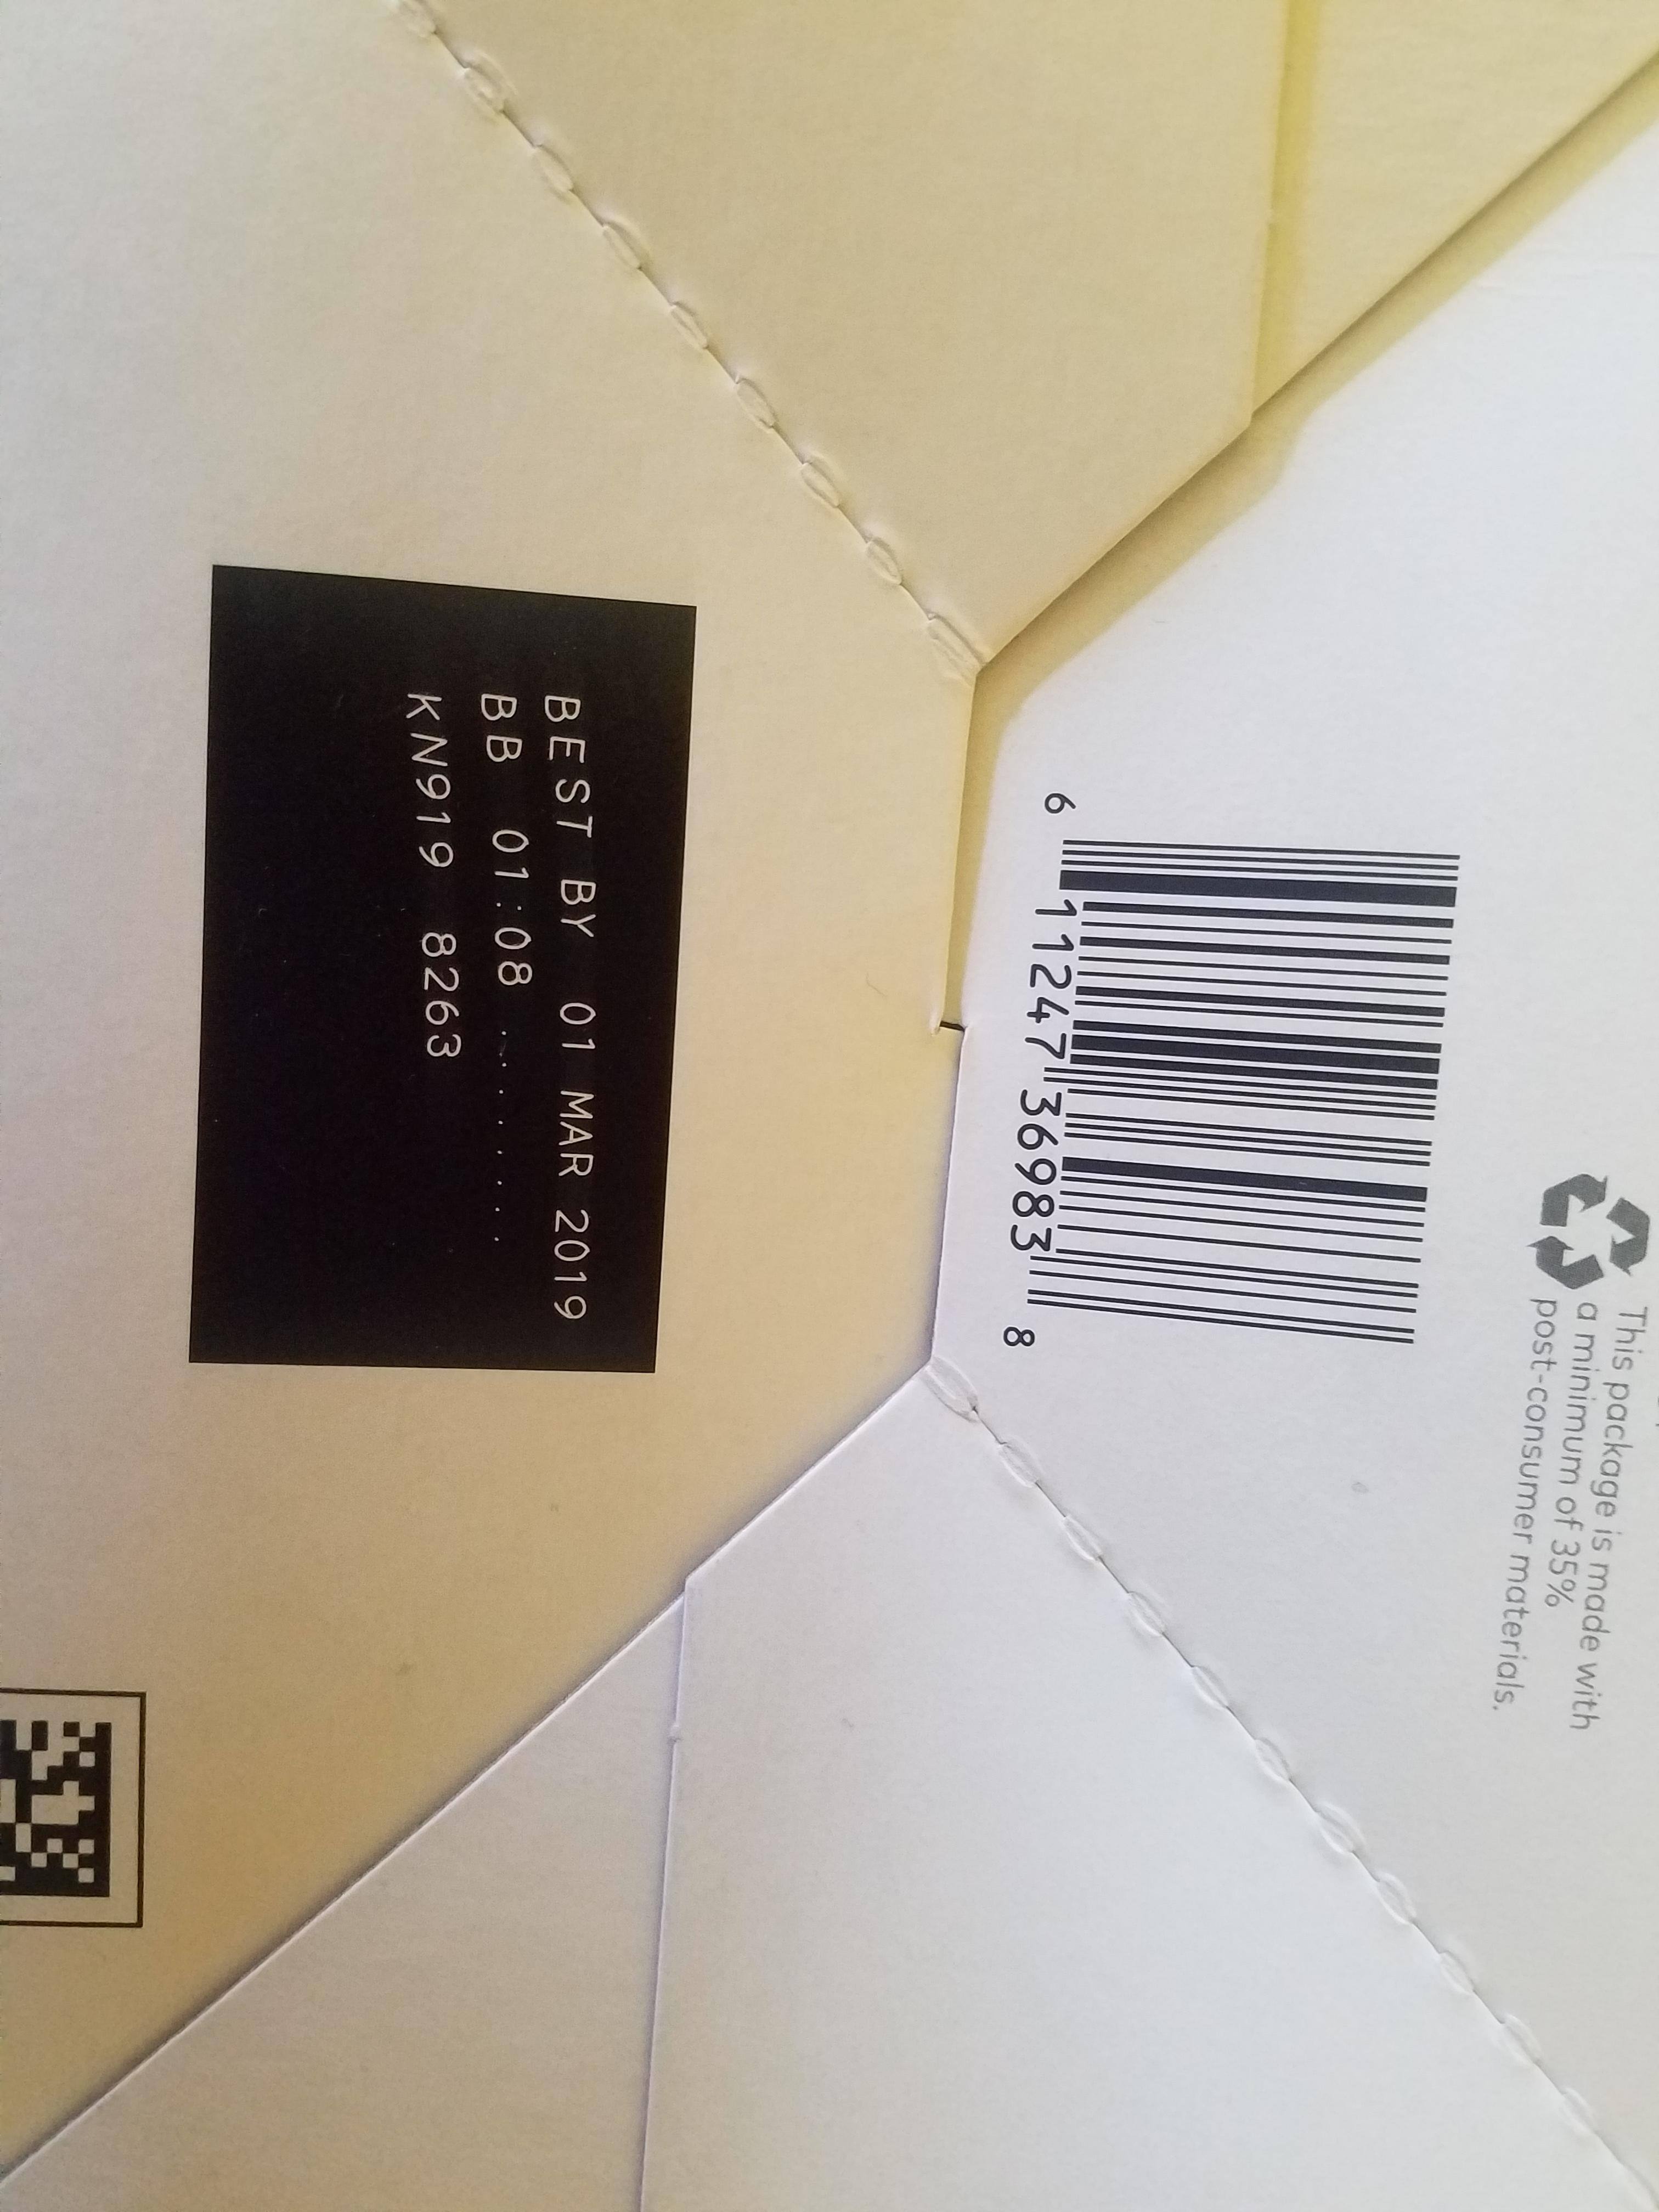 BEST BY 01 MAR 2019
BB 01:08 ........
KN919 8263
6 11247 36983 8
This package is made with
a minimum of 35%
post-consumer materials.